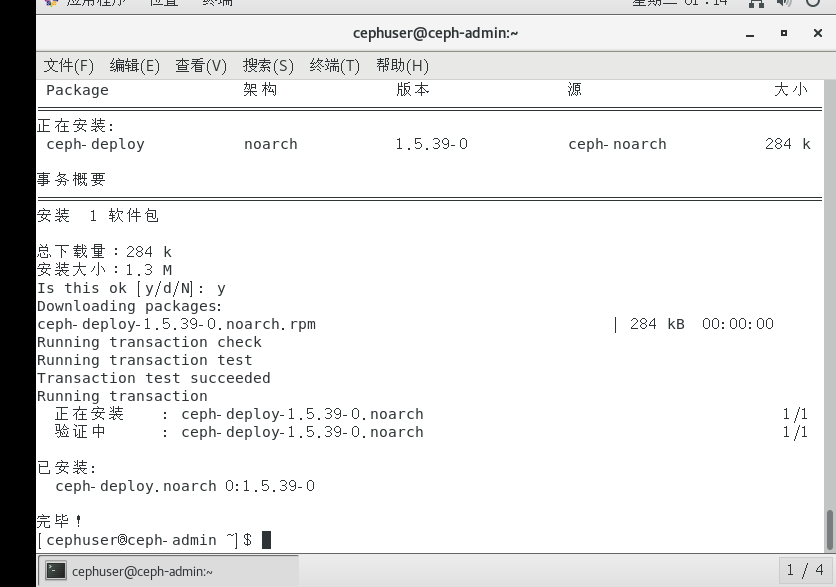 应用程序 位置 终端 星期二 01:14
cephuser@ceph-admin:~
文件(F) 编辑(E) 查看(V) 搜索(S) 终端(T) 帮助(H)
Package 架构 版本 源 大小
正在安装:
ceph-deploy noarch 1.5.39-0 ceph-noarch 284 k
事务概要
安装 1 软件包
总下载量：284 k
安装大小：1.3 M
Is this ok [y/d/N]: y
Downloading packages:
ceph-deploy-1.5.39-0.noarch.rpm | 284 kB 00:00:00
Running transaction check
Running transaction test
Transaction test succeeded
Running transaction
正在安装 : ceph-deploy-1.5.39-0.noarch 1/1
验证中 : ceph-deploy-1.5.39-0.noarch 1/1
已安装:
ceph-deploy.noarch 0:1.5.39-0
完毕！
[cephuser@ceph-admin ~]$
cephuser@ceph-admin:~ 1 / 4